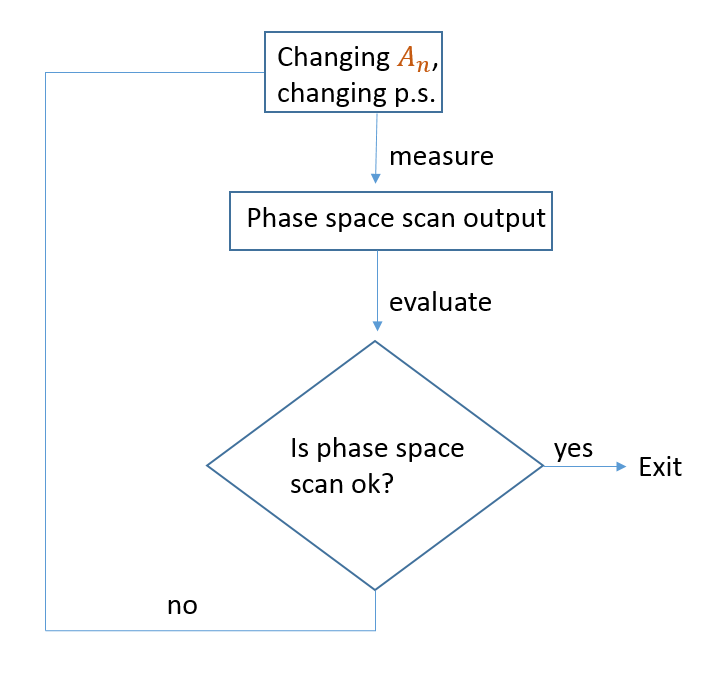 Changing Aₙ,
changing p.s.
measure
Phase space scan output
evaluate
Is phase space
scan ok?
yes
Exit
no